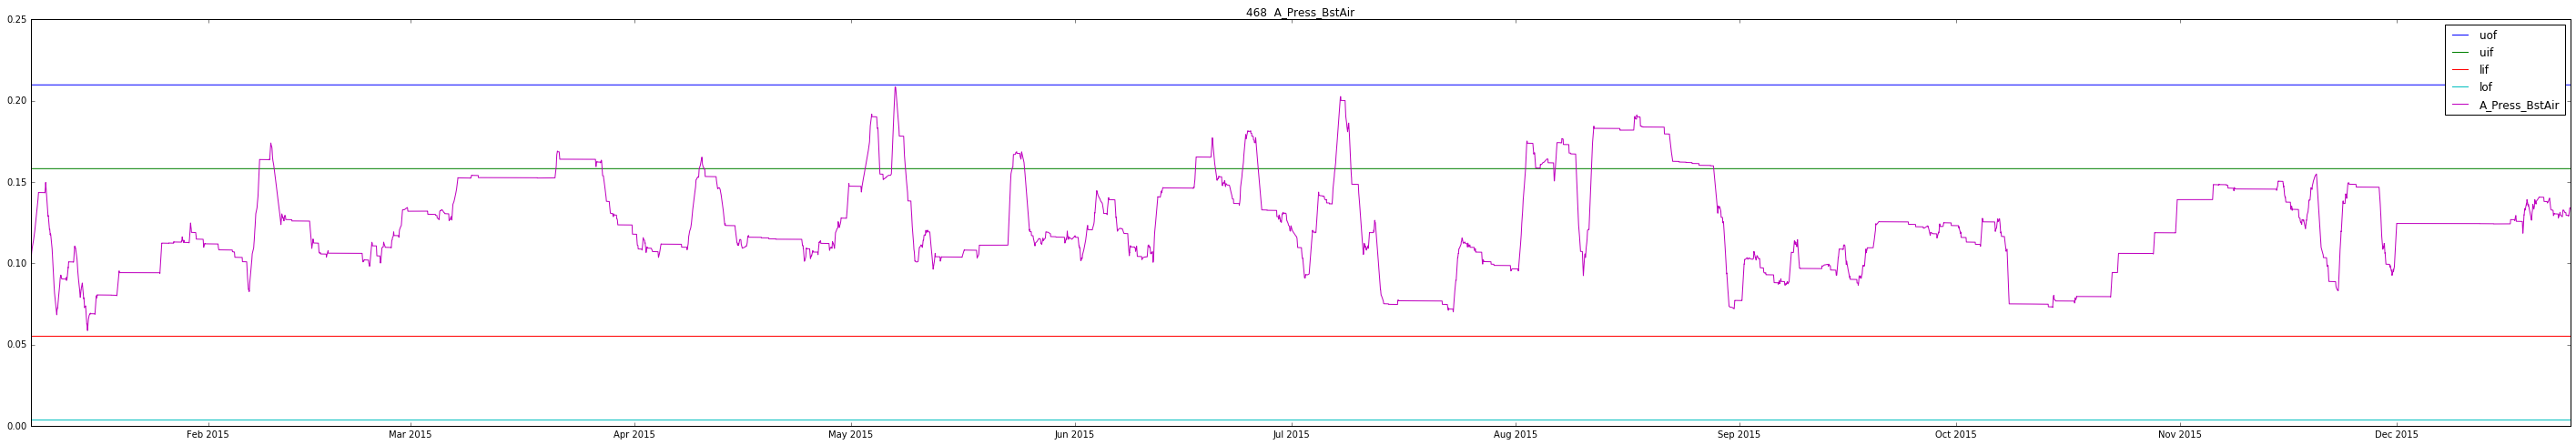 468 A_Press_BstAir
0.25
0.20
0.15
0.10
0.05
0.00
uof
uif
lif
lof
A_Press_BstAir
Feb 2015
Mar 2015
Apr 2015
May 2015
Jun 2015
Jul 2015
Aug 2015
Sep 2015
Oct 2015
Nov 2015
Dec 2015